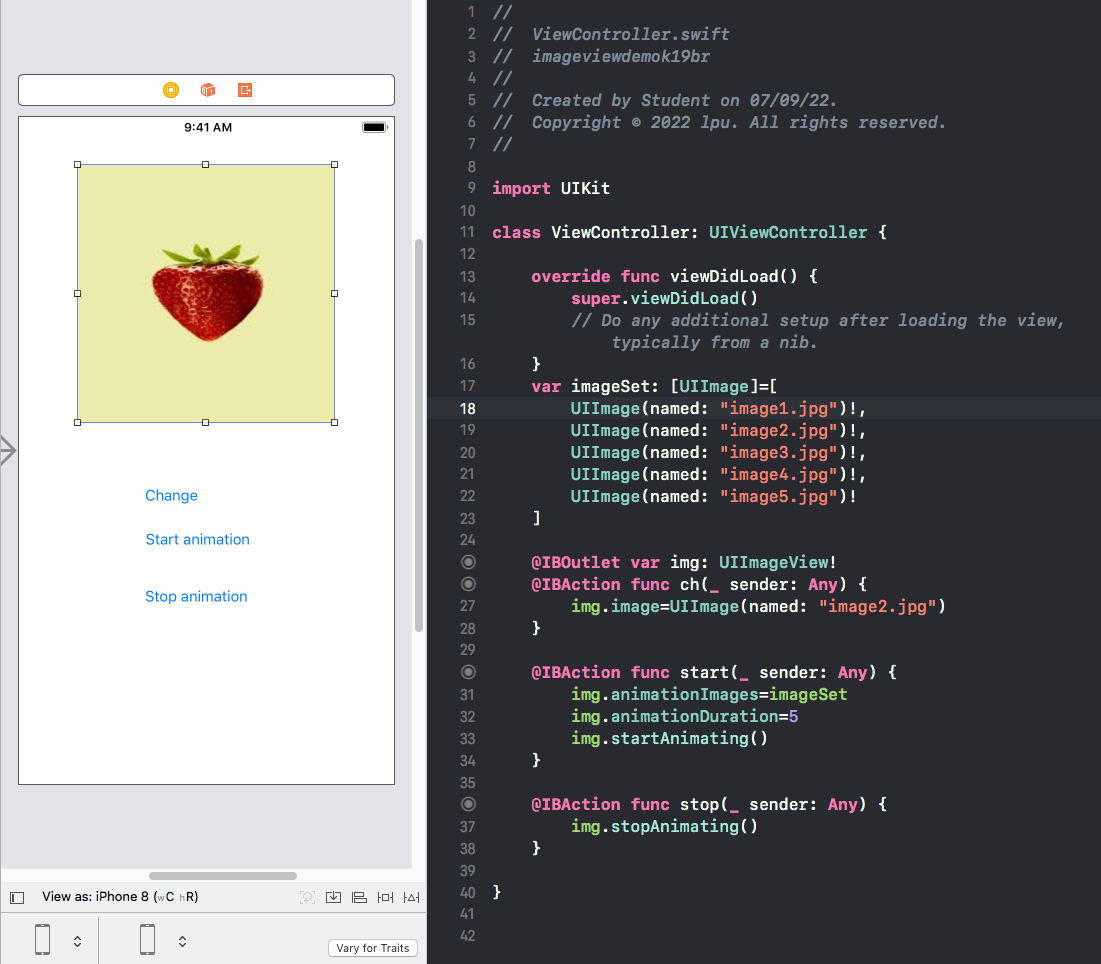 9:41 AM
Change
Start animation
Stop animation
View as: iPhone 8 (wC hR)
Vary for Traits
1 //
2 //  ViewController.swift
3 //  imageviewdemok19br
4 //
5 //  Created by Student on 07/09/22.
6 //  Copyright © 2022 lpu. All rights reserved.
7 //
8
9 import UIKit
10
11 class ViewController: UIViewController {
12
13     override func viewDidLoad() {
14         super.viewDidLoad()
15         // Do any additional setup after loading the view,
typically from a nib.
16     }
17     var imageSet: [UIImage]=[
18         UIImage(named: "image1.jpg")!,
19         UIImage(named: "image2.jpg")!,
20         UIImage(named: "image3.jpg")!,
21         UIImage(named: "image4.jpg")!,
22         UIImage(named: "image5.jpg")!
23     ]
24
@IBOutlet var img: UIImageView!
@IBAction func ch(_ sender: Any) {
27         img.image=UIImage(named: "image2.jpg")
28     }
29
@IBAction func start(_ sender: Any) {
31         img.animationImages=imageSet
32         img.animationDuration=5
33         img.startAnimating()
34     }
35
@IBAction func stop(_ sender: Any) {
37         img.stopAnimating()
38     }
39
40 }
41
42